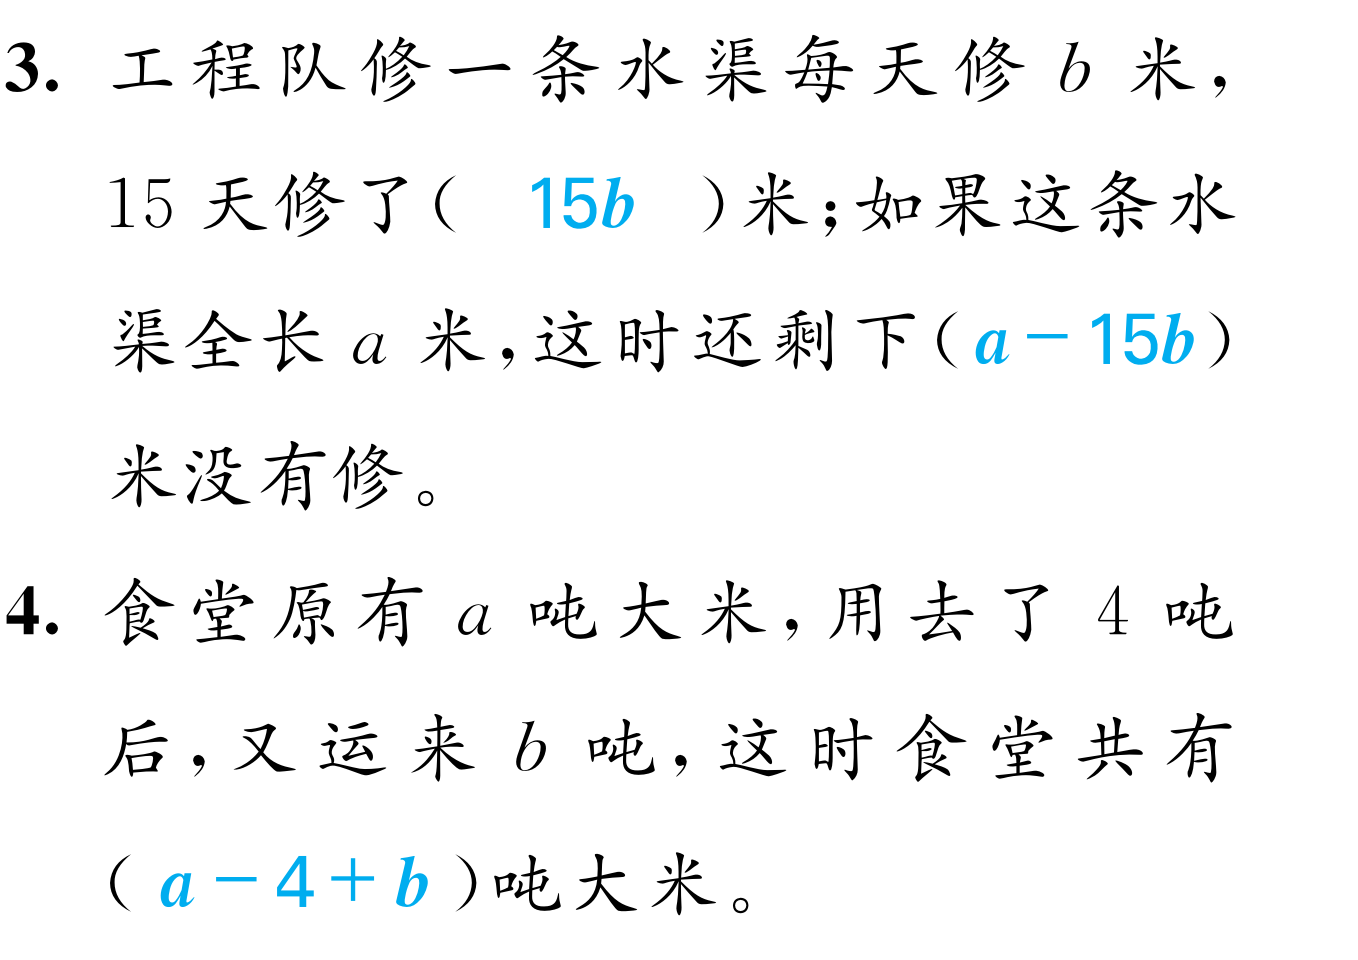 3. 工程队修一条水渠每天修 b 米,
15 天修了( 15b )米;如果这条水
渠全长 a 米,这时还剩下(a-15b)
米没有修。
4. 食堂原有 a 吨大米,用去了 4 吨
后,又运来 b 吨,这时食堂共有
(a-4+b)吨大米。